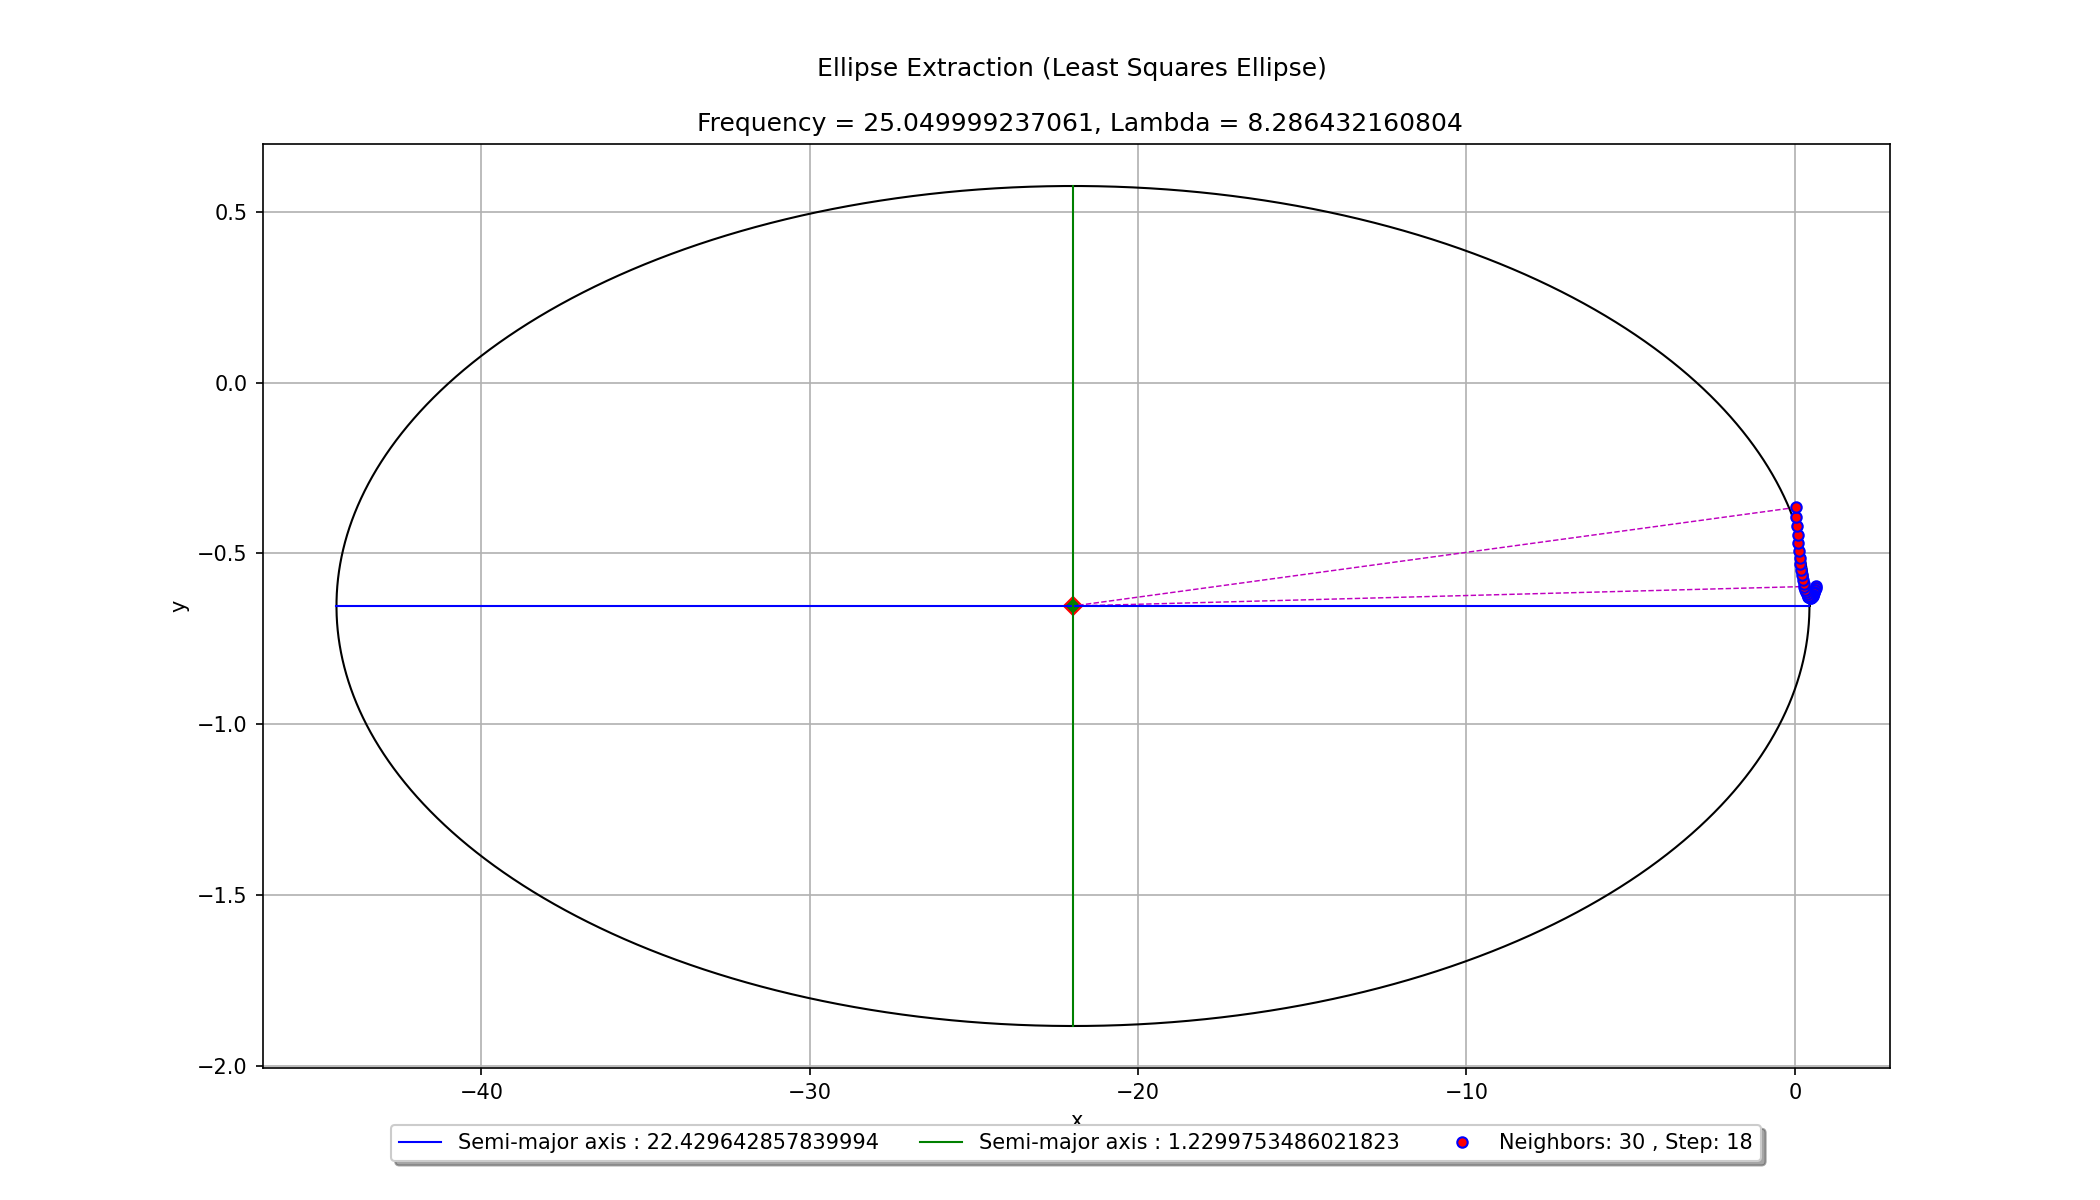 Ellipse Extraction (Least Squares Ellipse)
Frequency = 25.049999237061, Lambda = 8.286432160804
0.5
0.0
−0.5
−1.0
−1.5
−2.0
y
−40 −30 −20 −10 0
x
Semi-major axis : 22.429642857839994 Semi-major axis : 1.2299753486021823 Neighbors: 30 , Step: 18